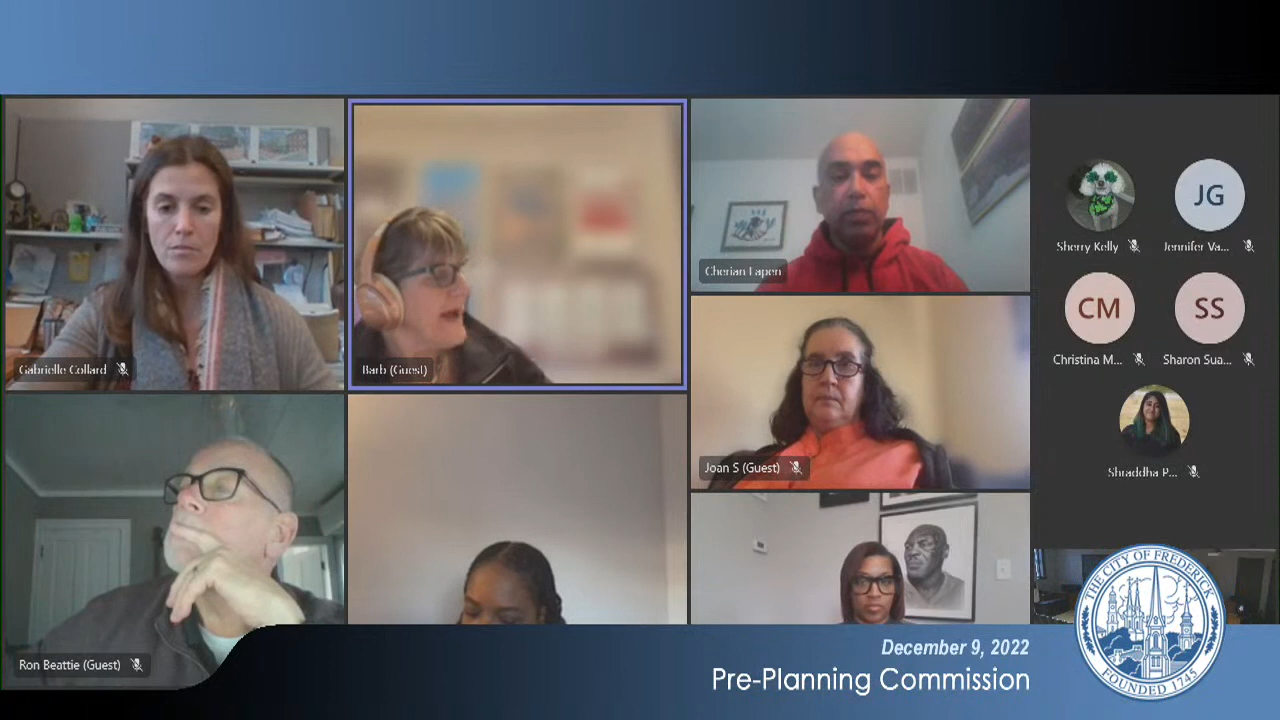 Gabrielle Collard
Barb (Guest)
Cherian Eapen
Sherry Kelly
JG
Jennifer Va...
CM
SS
Christina M...
Sharon Sua...
Joan S (Guest)
Shraddha P...
Ron Beattie (Guest)
December 9, 2022
Pre-Planning Commission
THE CITY OF FREDERICK
FOUNDED 1745